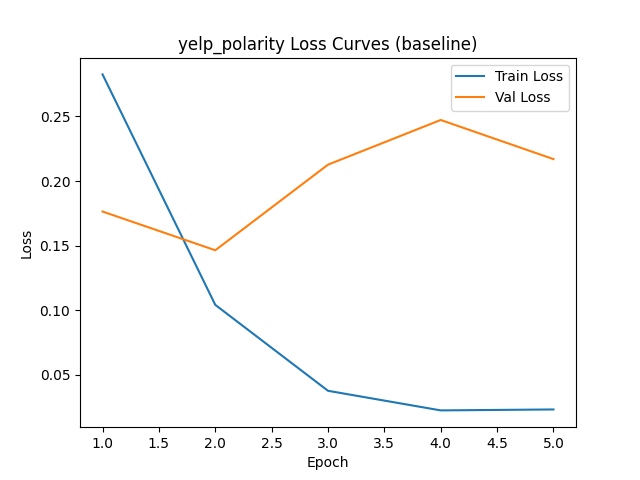 yelp_polarity Loss Curves (baseline)
Train Loss
Val Loss
0.25
0.20
0.15
0.10
0.05
Loss
1.0 1.5 2.0 2.5 3.0 3.5 4.0 4.5 5.0
Epoch